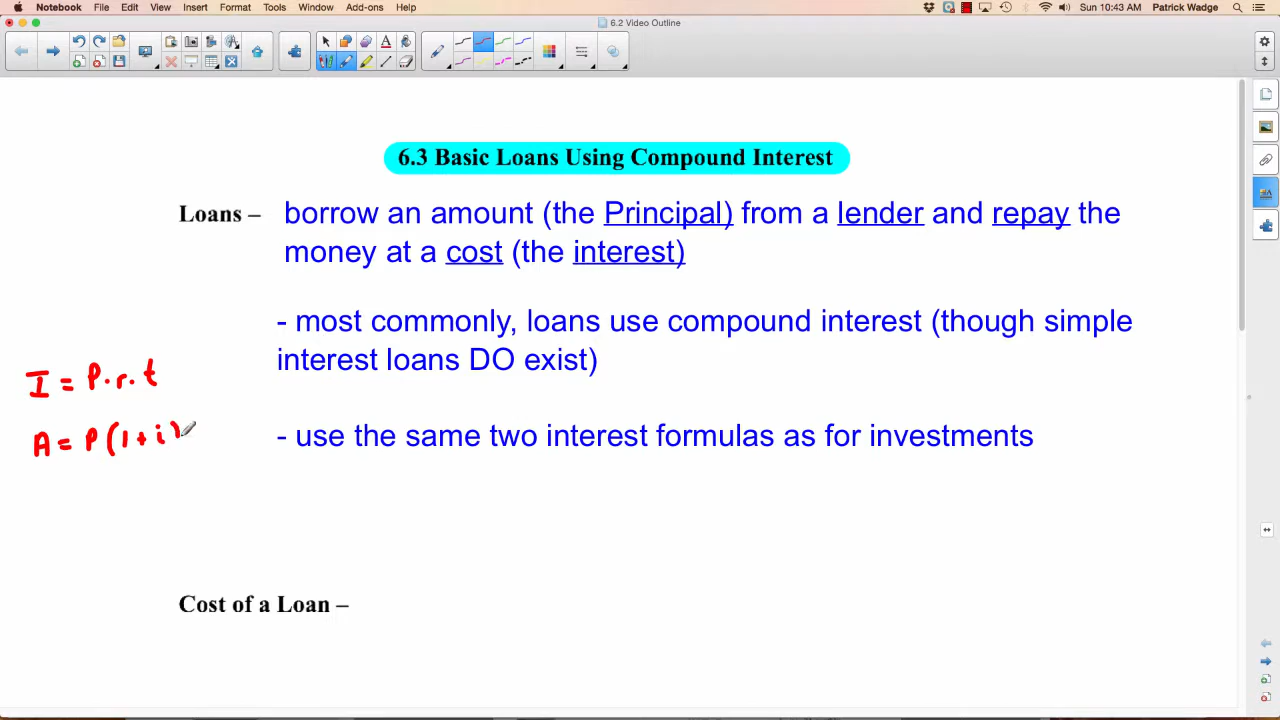 Notebook File Edit View Insert Format Tools Window Add-ons Help Sun 10:43 AM Patrick Wadge
6.2 Video Outline
6.3 Basic Loans Using Compound Interest
Loans – borrow an amount (the Principal) from a lender and repay the
money at a cost (the interest)
- most commonly, loans use compound interest (though simple
interest loans DO exist)
I = P.r.t
A = P(1+i)
- use the same two interest formulas as for investments
Cost of a Loan –